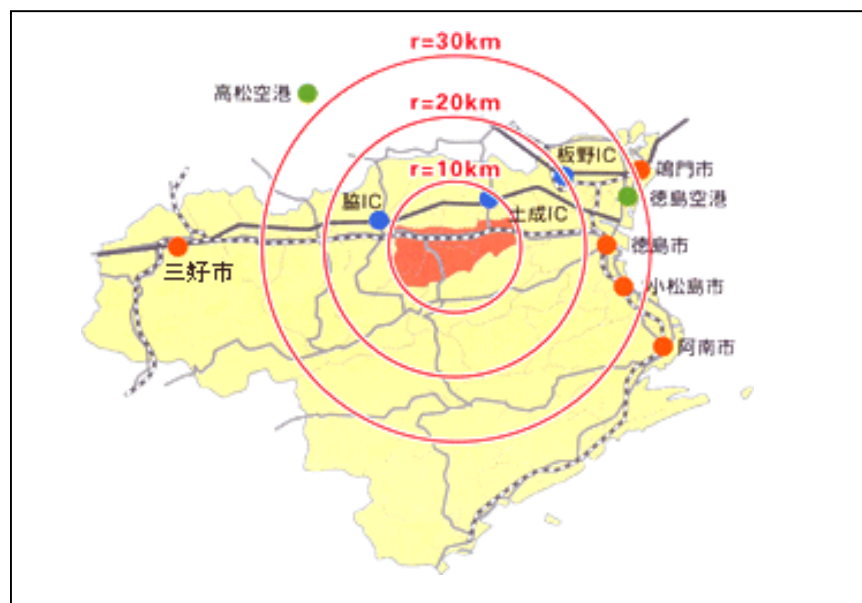 r=30km
高松空港
r=20km
板野IC
r=10km
鳴門市
脇IC
徳島空港
土成IC
徳島市
三好市
小松島市
阿南市